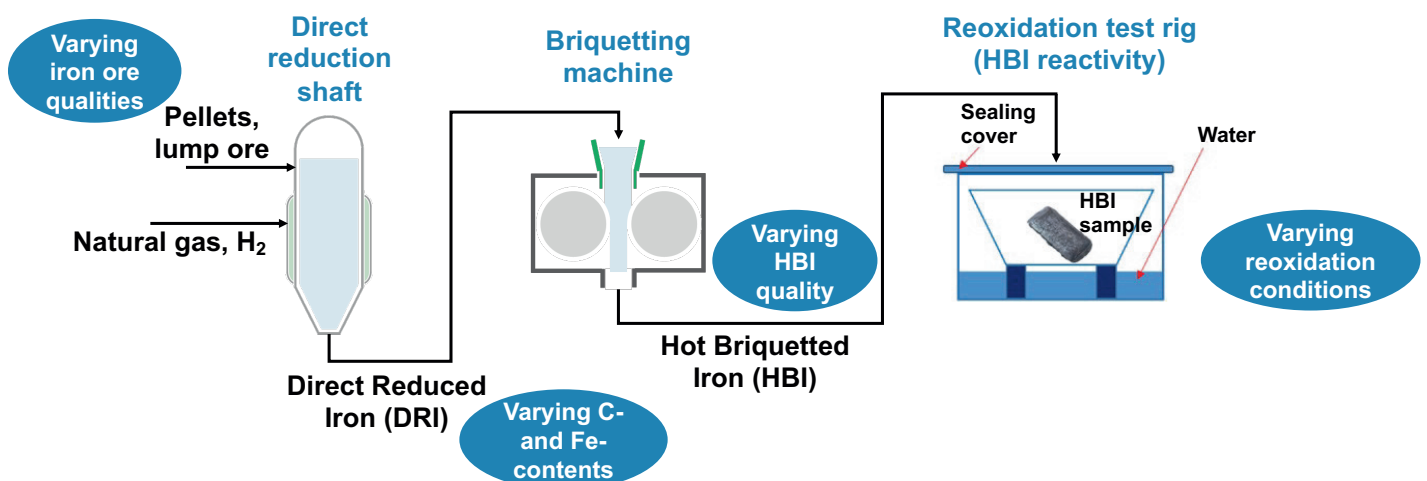 Varying
iron ore
qualities
Direct
reduction
shaft
Pellets,
lump ore
Natural gas, H₂
Direct Reduced
Iron (DRI)
Varying C-
and Fe-
contents
Briquetting
machine
Varying
HBI
quality
Hot Briquetted
Iron (HBI)
Reoxidation test rig
(HBI reactivity)
Sealing
cover
Water
HBI
sample
Varying
reoxidation
conditions